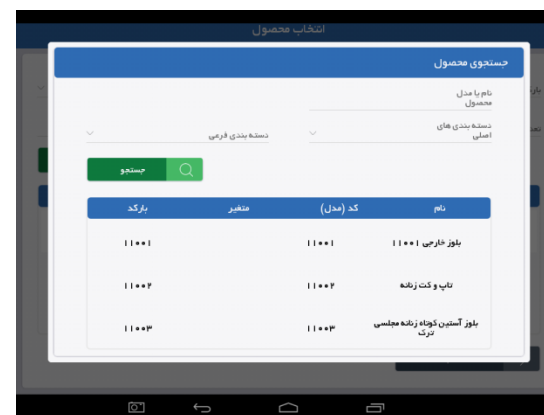 انتخاب محصول
جستجوی محصول
نام یا مدل
محصول
دسته بندی های
اصلی
دسته بندی فرعی
جستجو
نام کد (مدل) متغیر بارکد
بلوز خارجی ۱۱۰۰۱ ۱۱۰۰۱ ۱۱۰۰۱
تاپ و کت زنانه ۱۱۰۰۲ ۱۱۰۰۲
بلوز آستین کوتاه زنانه مجلسی
ترک ۱۱۰۰۳ ۱۱۰۰۳